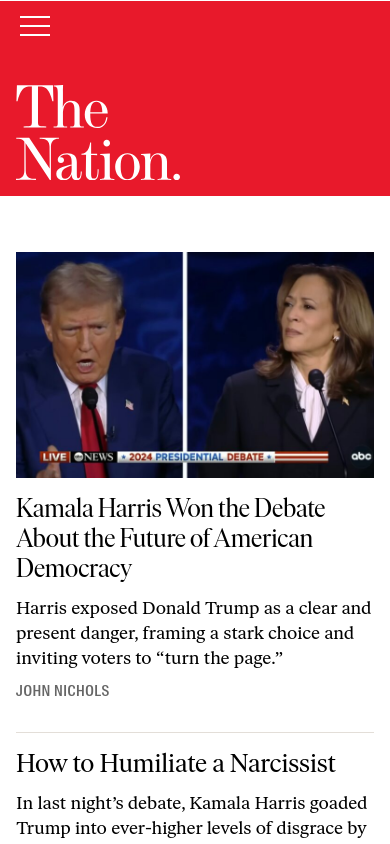 The
Nation.
LIVE abc NEWS ★ 2024 PRESIDENTIAL DEBATE ★
abc
Kamala Harris Won the Debate
About the Future of American
Democracy
Harris exposed Donald Trump as a clear and
present danger, framing a stark choice and
inviting voters to “turn the page.”
JOHN NICHOLS
How to Humiliate a Narcissist
In last night’s debate, Kamala Harris goaded
Trump into ever-higher levels of disgrace by